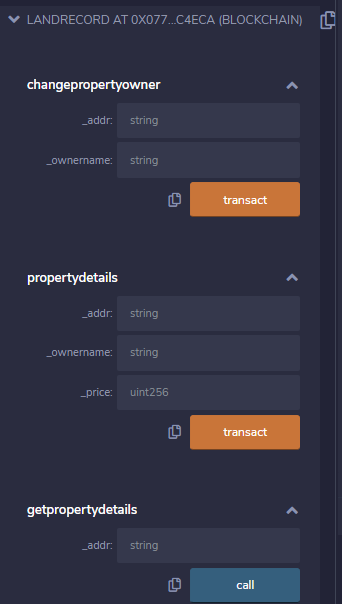 LANDRECORD AT 0X077...C4ECA (BLOCKCHAIN)
changepropertyowner
_addr: string
_ownername: string
transact
propertydetails
_addr: string
_ownername: string
_price: uint256
transact
getpropertydetails
_addr: string
call